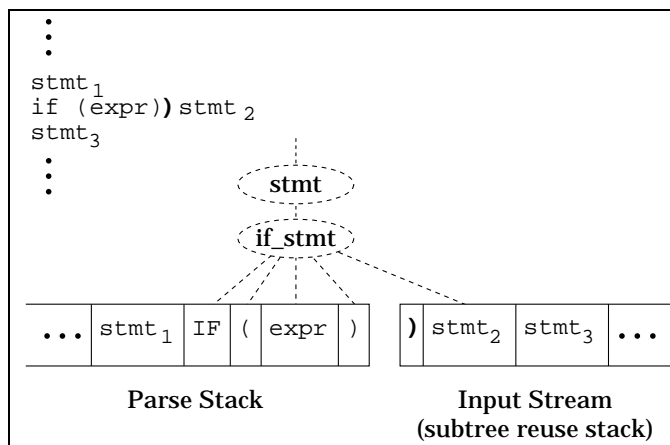 ⋮
stmt₁
if (expr)) stmt₂
stmt₃
⋮
stmt
if_stmt
... stmt₁ IF ( expr ) ) stmt₂ stmt₃ ...
Parse Stack Input Stream
(subtree reuse stack)